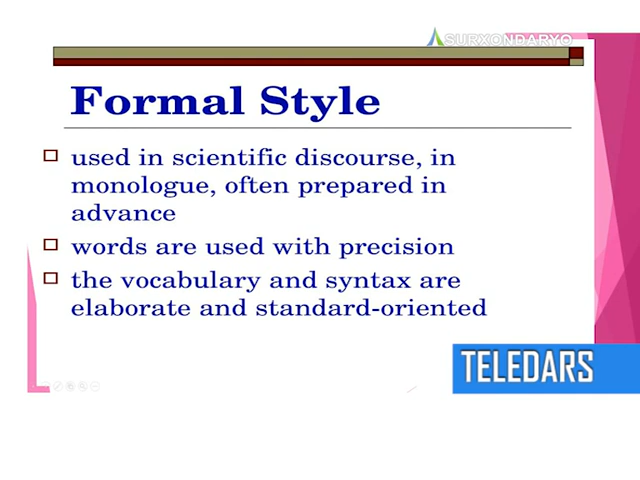 SURXONDARYO
Formal Style
used in scientific discourse, in
monologue, often prepared in
advance
words are used with precision
the vocabulary and syntax are
elaborate and standard-oriented
TELEDARS